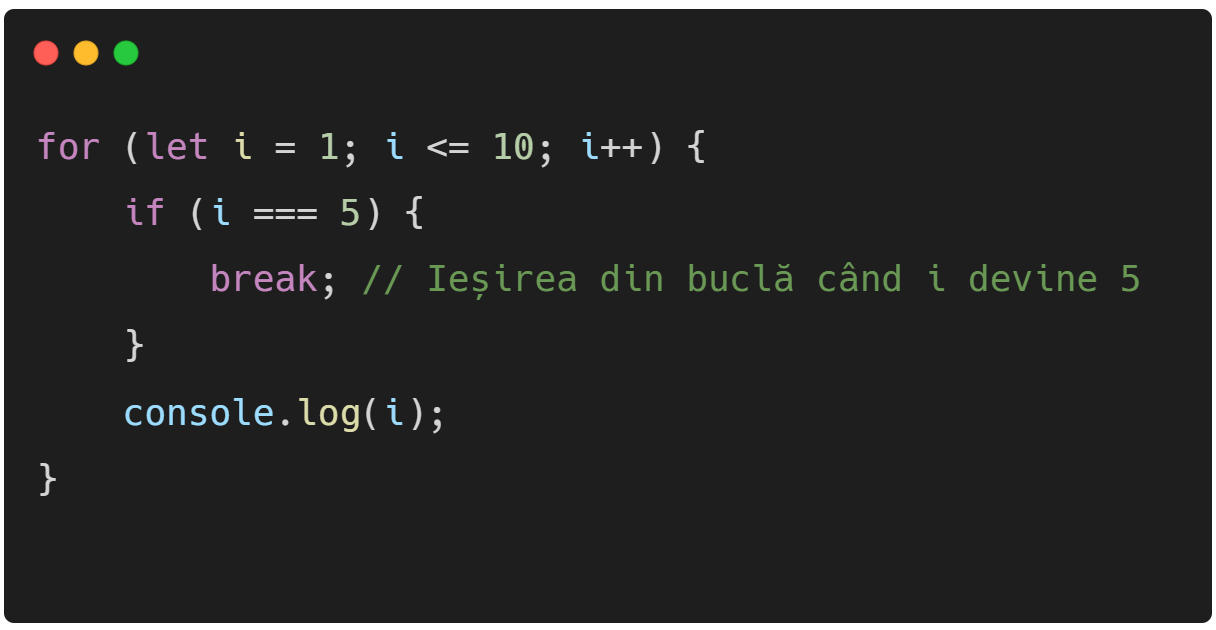 for (let i = 1; i <= 10; i++) {
    if (i === 5) {
        break; // Ieșirea din buclă când i devine 5
    }
    console.log(i);
}